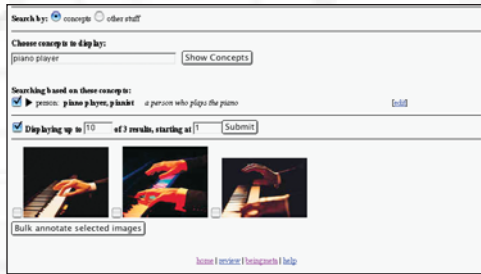 Search by: concepts other stuff
Choose concepts to display:
piano player Show Concepts
Searching based on these concepts:
person: piano player, pianist a person who plays the piano [edit]
Displaying up to 10 of 3 results, starting at 1 Submit
Bulk annotate selected images
home | review | beingmeta | help